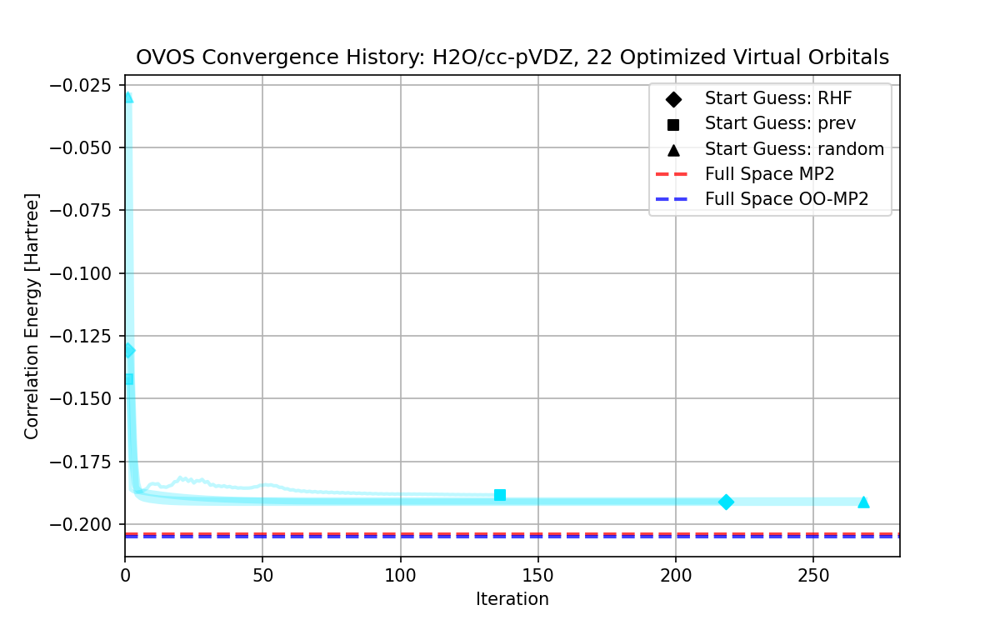 OVOS Convergence History: H2O/cc-pVDZ, 22 Optimized Virtual Orbitals
Correlation Energy [Hartree]
−0.025
−0.050
−0.075
−0.100
−0.125
−0.150
−0.175
−0.200
Start Guess: RHF
Start Guess: prev
Start Guess: random
Full Space MP2
Full Space OO-MP2
0 50 100 150 200 250
Iteration